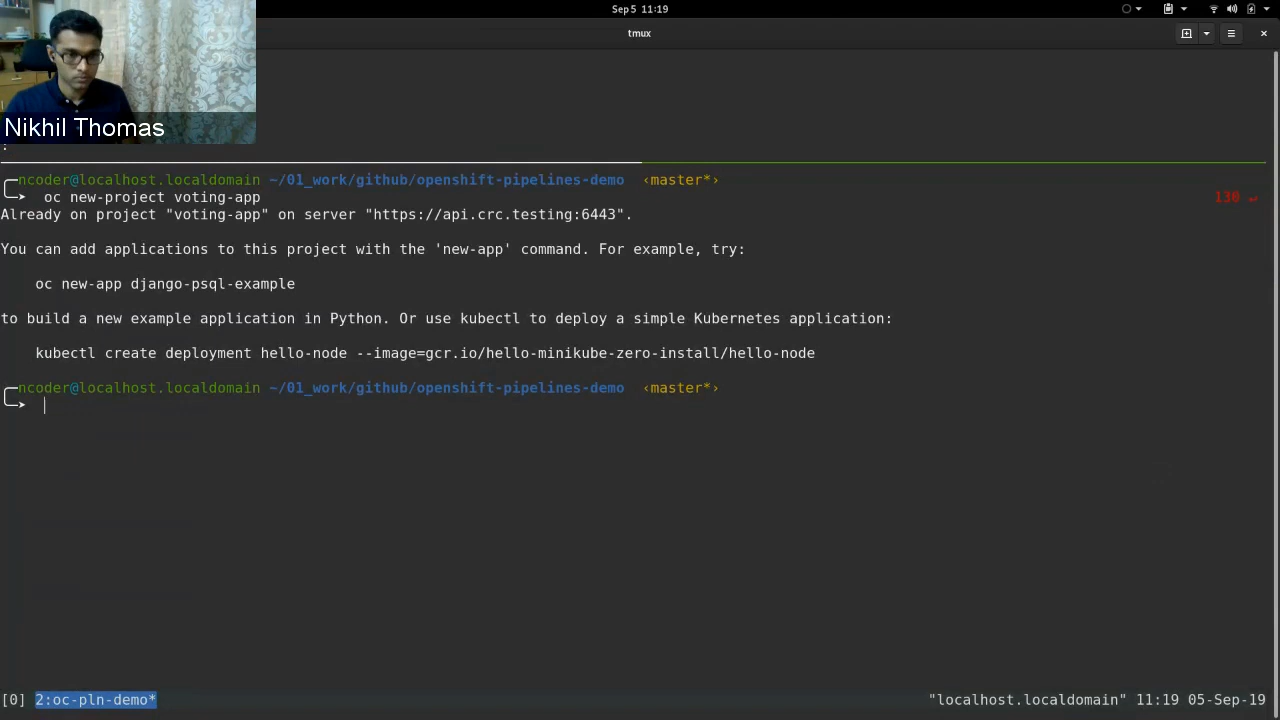 Sep 5 11:19
tmux
Nikhil Thomas
:
ncoder@localhost.localdomain ~/01_work/github/openshift-pipelines-demo ‹master*›
oc new-project voting-app 130 ↵
Already on project "voting-app" on server "https://api.crc.testing:6443".
You can add applications to this project with the 'new-app' command. For example, try:
oc new-app django-psql-example
to build a new example application in Python. Or use kubectl to deploy a simple Kubernetes application:
kubectl create deployment hello-node --image=gcr.io/hello-minikube-zero-install/hello-node
ncoder@localhost.localdomain ~/01_work/github/openshift-pipelines-demo ‹master*›
[0] 2:oc-pln-demo* "localhost.localdomain" 11:19 05-Sep-19